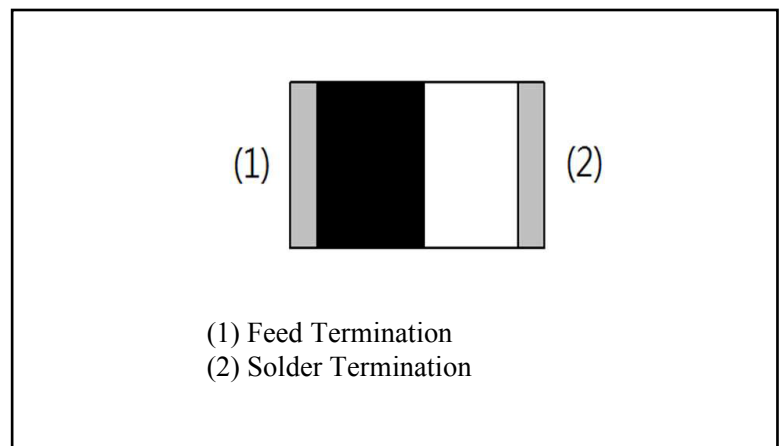 (1)
(2)
(1) Feed Termination
(2) Solder Termination